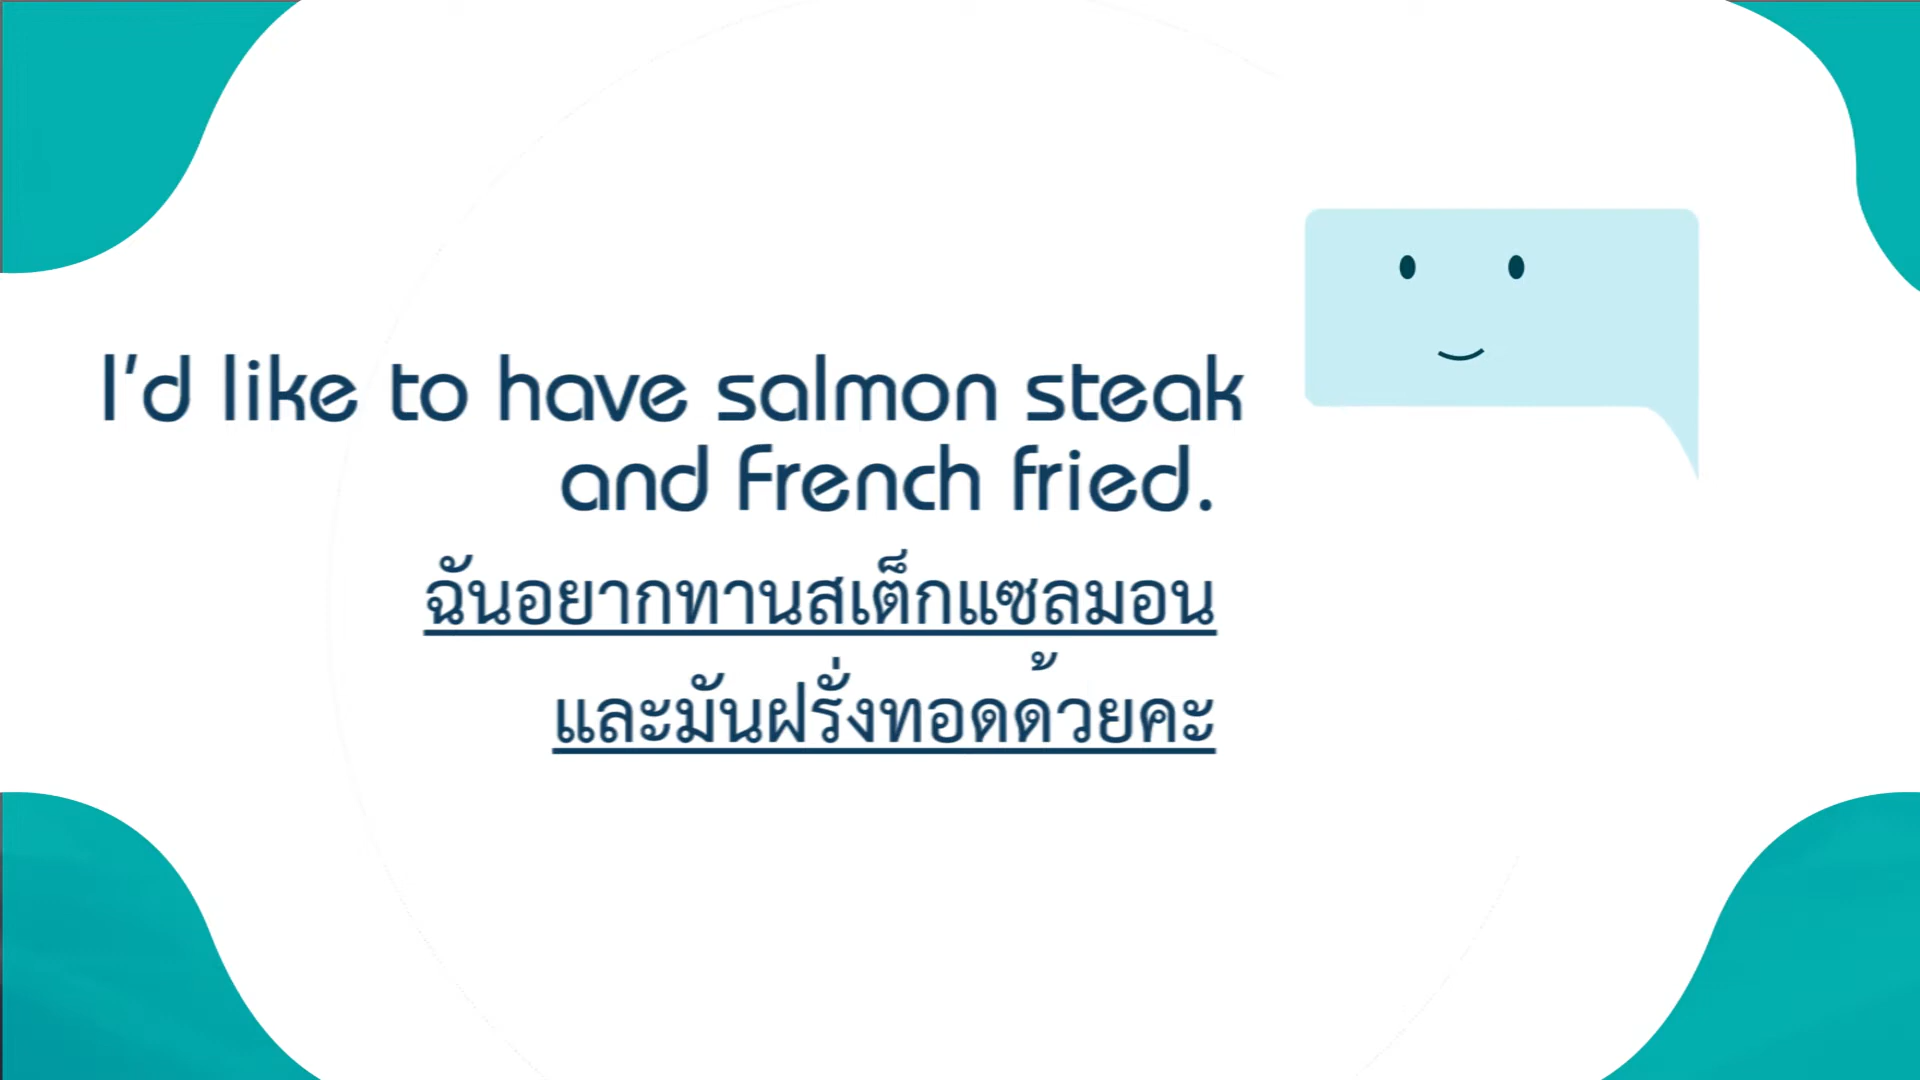 I'd like to have salmon steak
and French fried.
ฉันอยากทานสเต็กแซลมอน
และมันฝรั่งทอดด้วยคะ